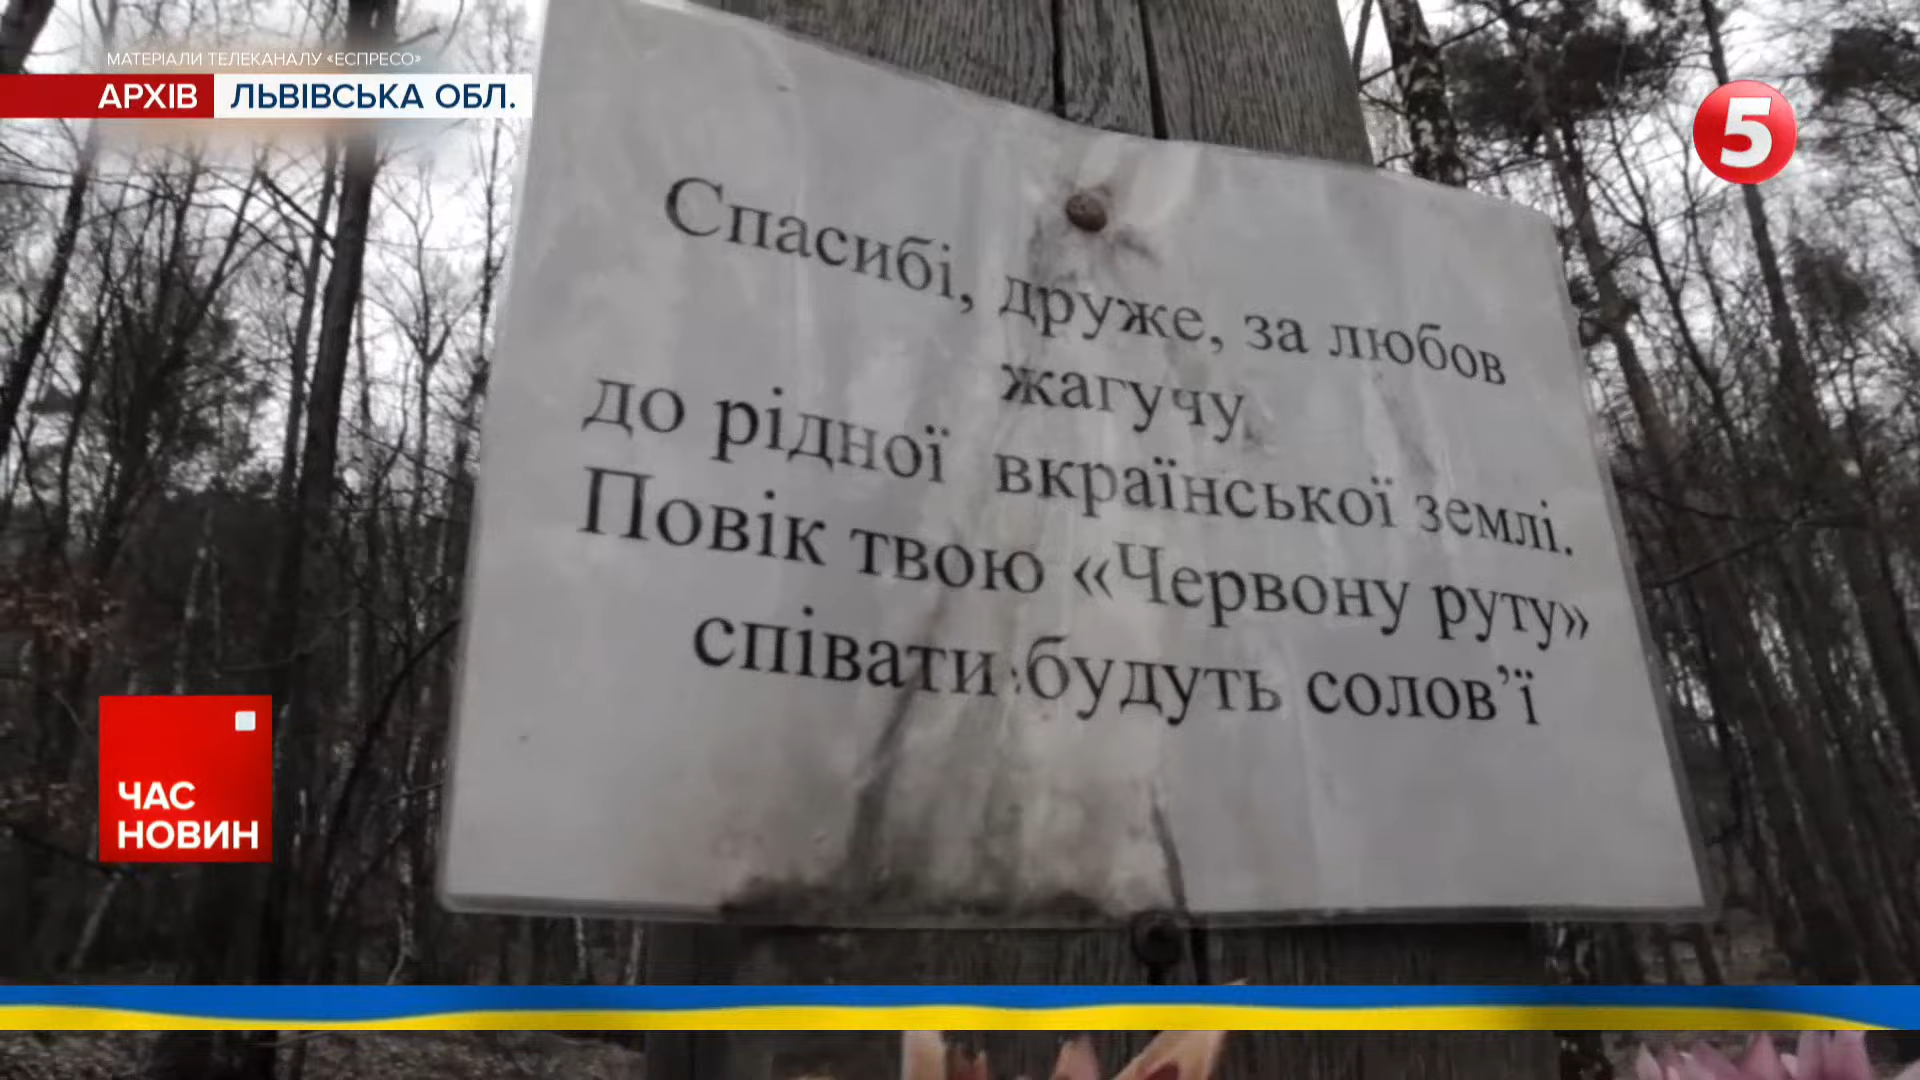 МАТЕРІАЛИ ТЕЛЕКАНАЛУ «ЕСПРЕСО»
АРХІВ ЛЬВІВСЬКА ОБЛ.
5
Спасибі, друже, за любов
жагучу
до рідної вкраїнської землі.
Повік твою «Червону руту»
співати будуть солов’ї
ЧАС
НОВИН